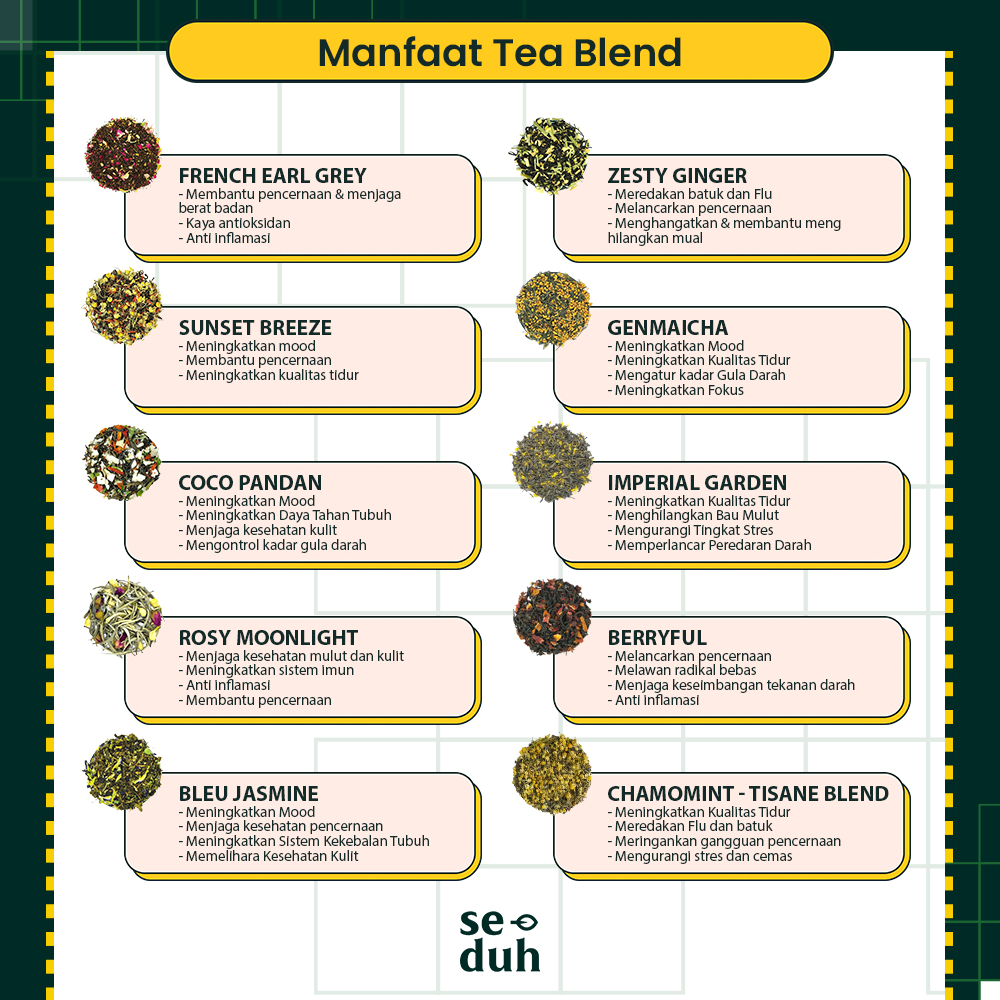 Manfaat Tea Blend
FRENCH EARL GREY
- Membantu pencernaan & menjaga
berat badan
- Kaya antioksidan
- Anti inflamasi
ZESTY GINGER
- Meredakan batuk dan Flu
- Melancarkan pencernaan
- Menghangatkan & membantu meng
hilangkan mual
SUNSET BREEZE
- Meningkatkan mood
- Membantu pencernaan
- Meningkatkan kualitas tidur
GENMAICHA
- Meningkatkan Mood
- Meningkatkan Kualitas Tidur
- Mengatur kadar Gula Darah
- Meningkatkan Fokus
COCO PANDAN
- Meningkatkan Mood
- Meningkatkan Daya Tahan Tubuh
- Menjaga kesehatan kulit
- Mengontrol kadar gula darah
IMPERIAL GARDEN
- Meningkatkan Kualitas Tidur
- Menghilangkan Bau Mulut
- Mengurangi Tingkat Stres
- Memperlancar Peredaran Darah
ROSY MOONLIGHT
- Menjaga kesehatan mulut dan kulit
- Meningkatkan sistem imun
- Anti inflamasi
- Membantu pencernaan
BERRYFUL
- Melancarkan pencernaan
- Melawan radikal bebas
- Menjaga keseimbangan tekanan darah
- Anti inflamasi
BLEU JASMINE
- Meningkatkan Mood
- Menjaga kesehatan pencernaan
- Meningkatkan Sistem Kekebalan Tubuh
- Memelihara Kesehatan Kulit
CHAMOMINT - TISANE BLEND
- Meningkatkan Kualitas Tidur
- Meredakan Flu dan batuk
- Meringankan gangguan pencernaan
- Mengurangi stres dan cemas
se
duh